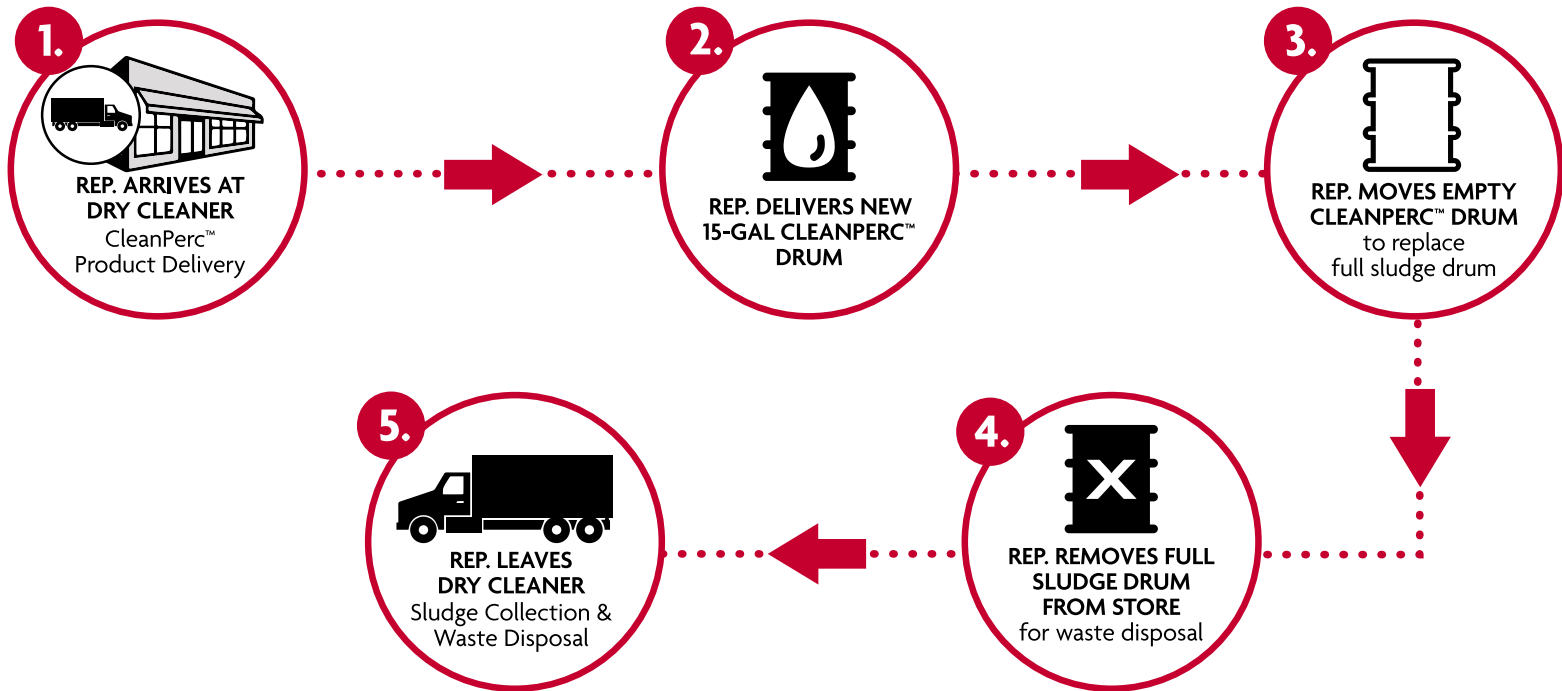 1.
REP. ARRIVES AT
DRY CLEANER
CleanPerc™
Product Delivery
2.
REP. DELIVERS NEW
15-GAL CLEANPERC™
DRUM
3.
REP. MOVES EMPTY
CLEANPERC™ DRUM
to replace
full sludge drum
4.
X
REP. REMOVES FULL
SLUDGE DRUM
FROM STORE
for waste disposal
5.
REP. LEAVES
DRY CLEANER
Sludge Collection &
Waste Disposal